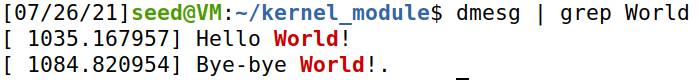 [07/26/21]seed@VM:~/kernel_module$ dmesg | grep World
[ 1035.167957] Hello World!
[ 1084.820954] Bye-bye World!.